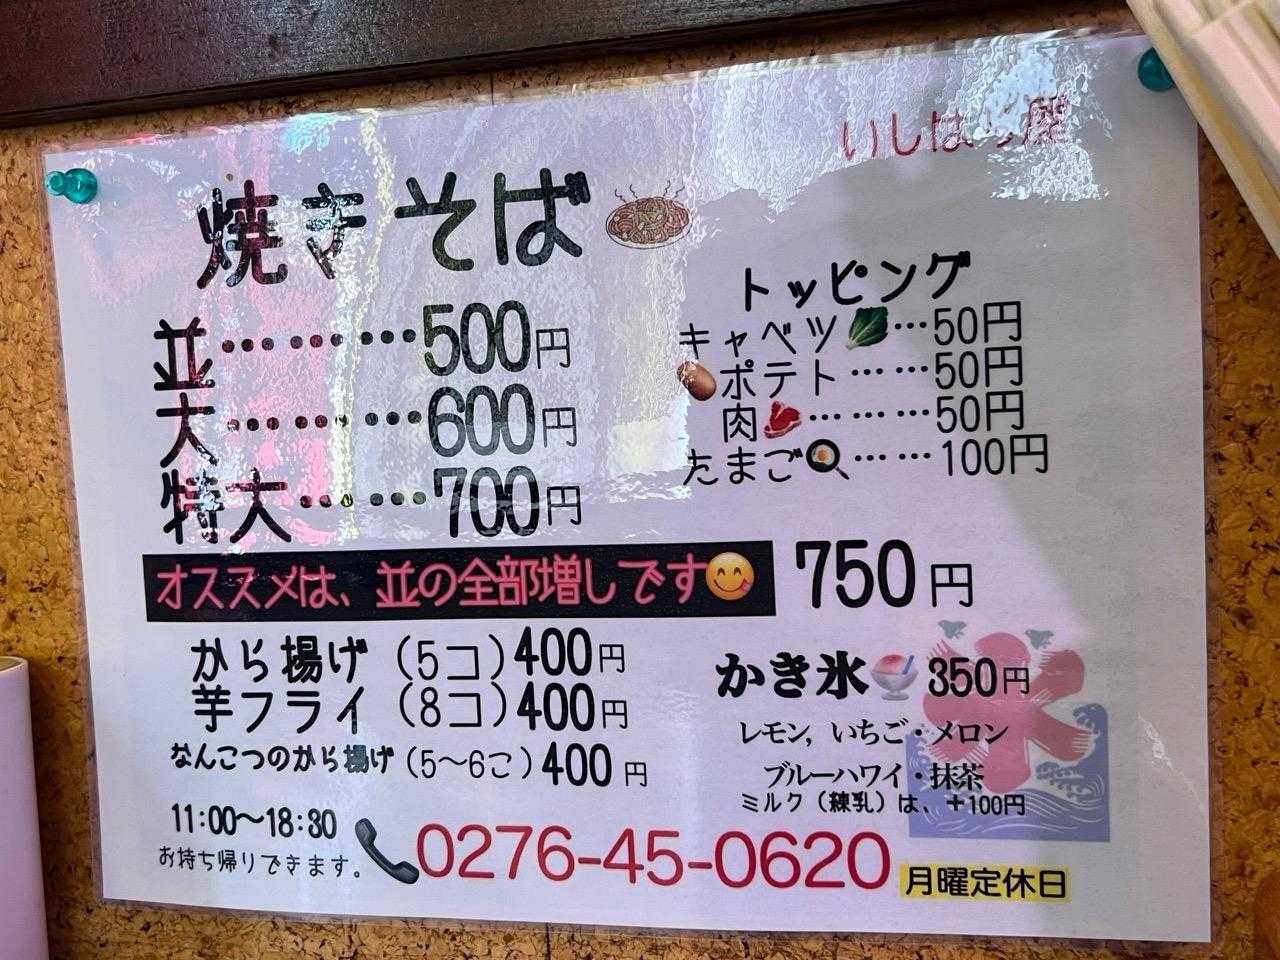 いしはら屋
焼きそば
並………500円
大………600円
特大……700円
トッピング
キャベツ…50円
ポテト……50円
肉………50円
たまご……100円
オススメは、並の全部増しです 750円
から揚げ（5コ）400円
芋フライ（8コ）400円
なんこつのから揚げ（5〜6こ）400円
かき氷 350円
レモン, いちご・メロン
ブルーハワイ・抹茶
ミルク（練乳）は、＋100円
氷
11:00〜18:30
お持ち帰りできます。
0276-45-0620
月曜定休日